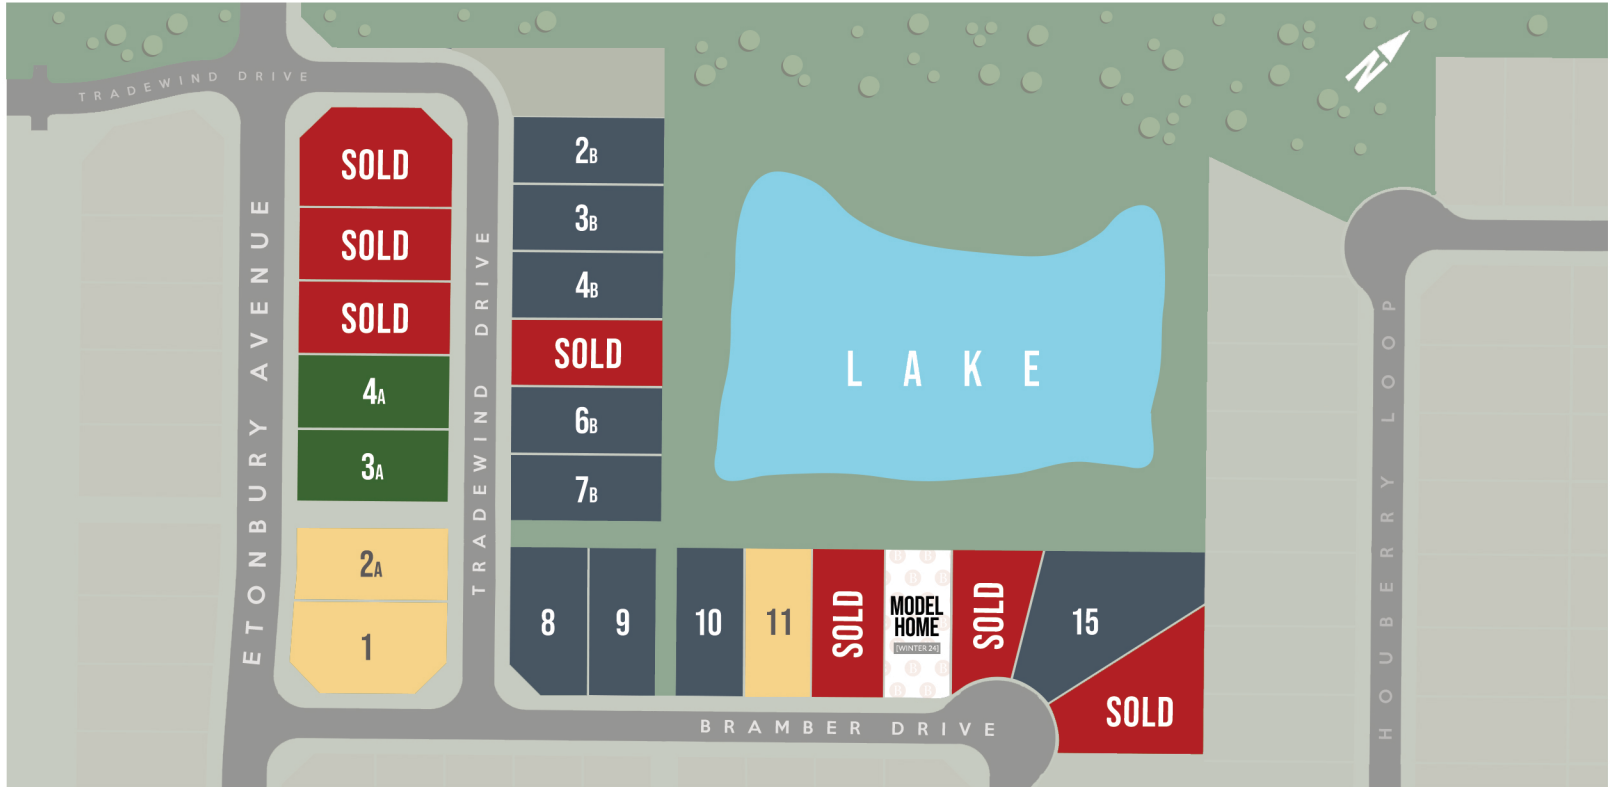 TRADEWIND DRIVE
N
SOLD
SOLD
SOLD
4A
3A
2A
1
ETONBURY AVENUE
TRADEWIND DRIVE
2B
3B
4B
SOLD
6B
7B
LAKE
8
9
10
11
SOLD
MODEL
HOME
[WINTER 24]
SOLD
15
SOLD
BRAMBER DRIVE
HOUBERRY LOOP